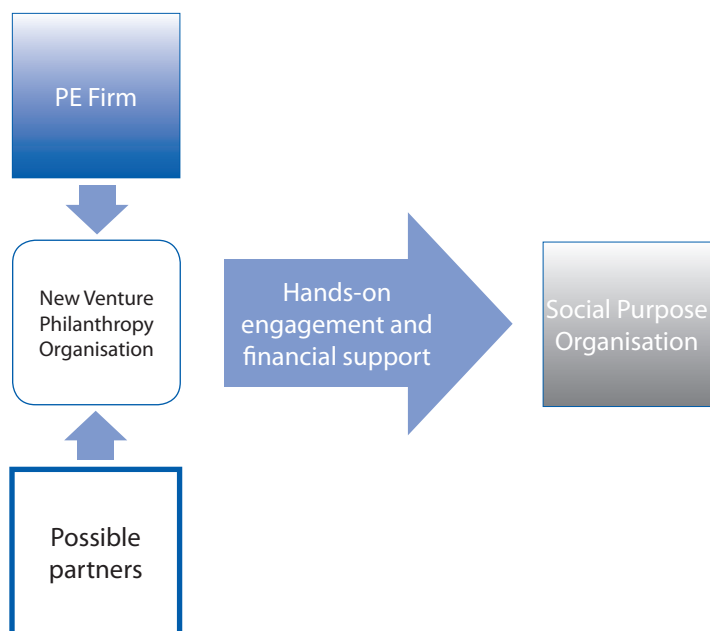 PE Firm
New Venture
Philanthropy
Organisation
Hands-on
engagement and
financial support
Social Purpose
Organisation
Possible
partners